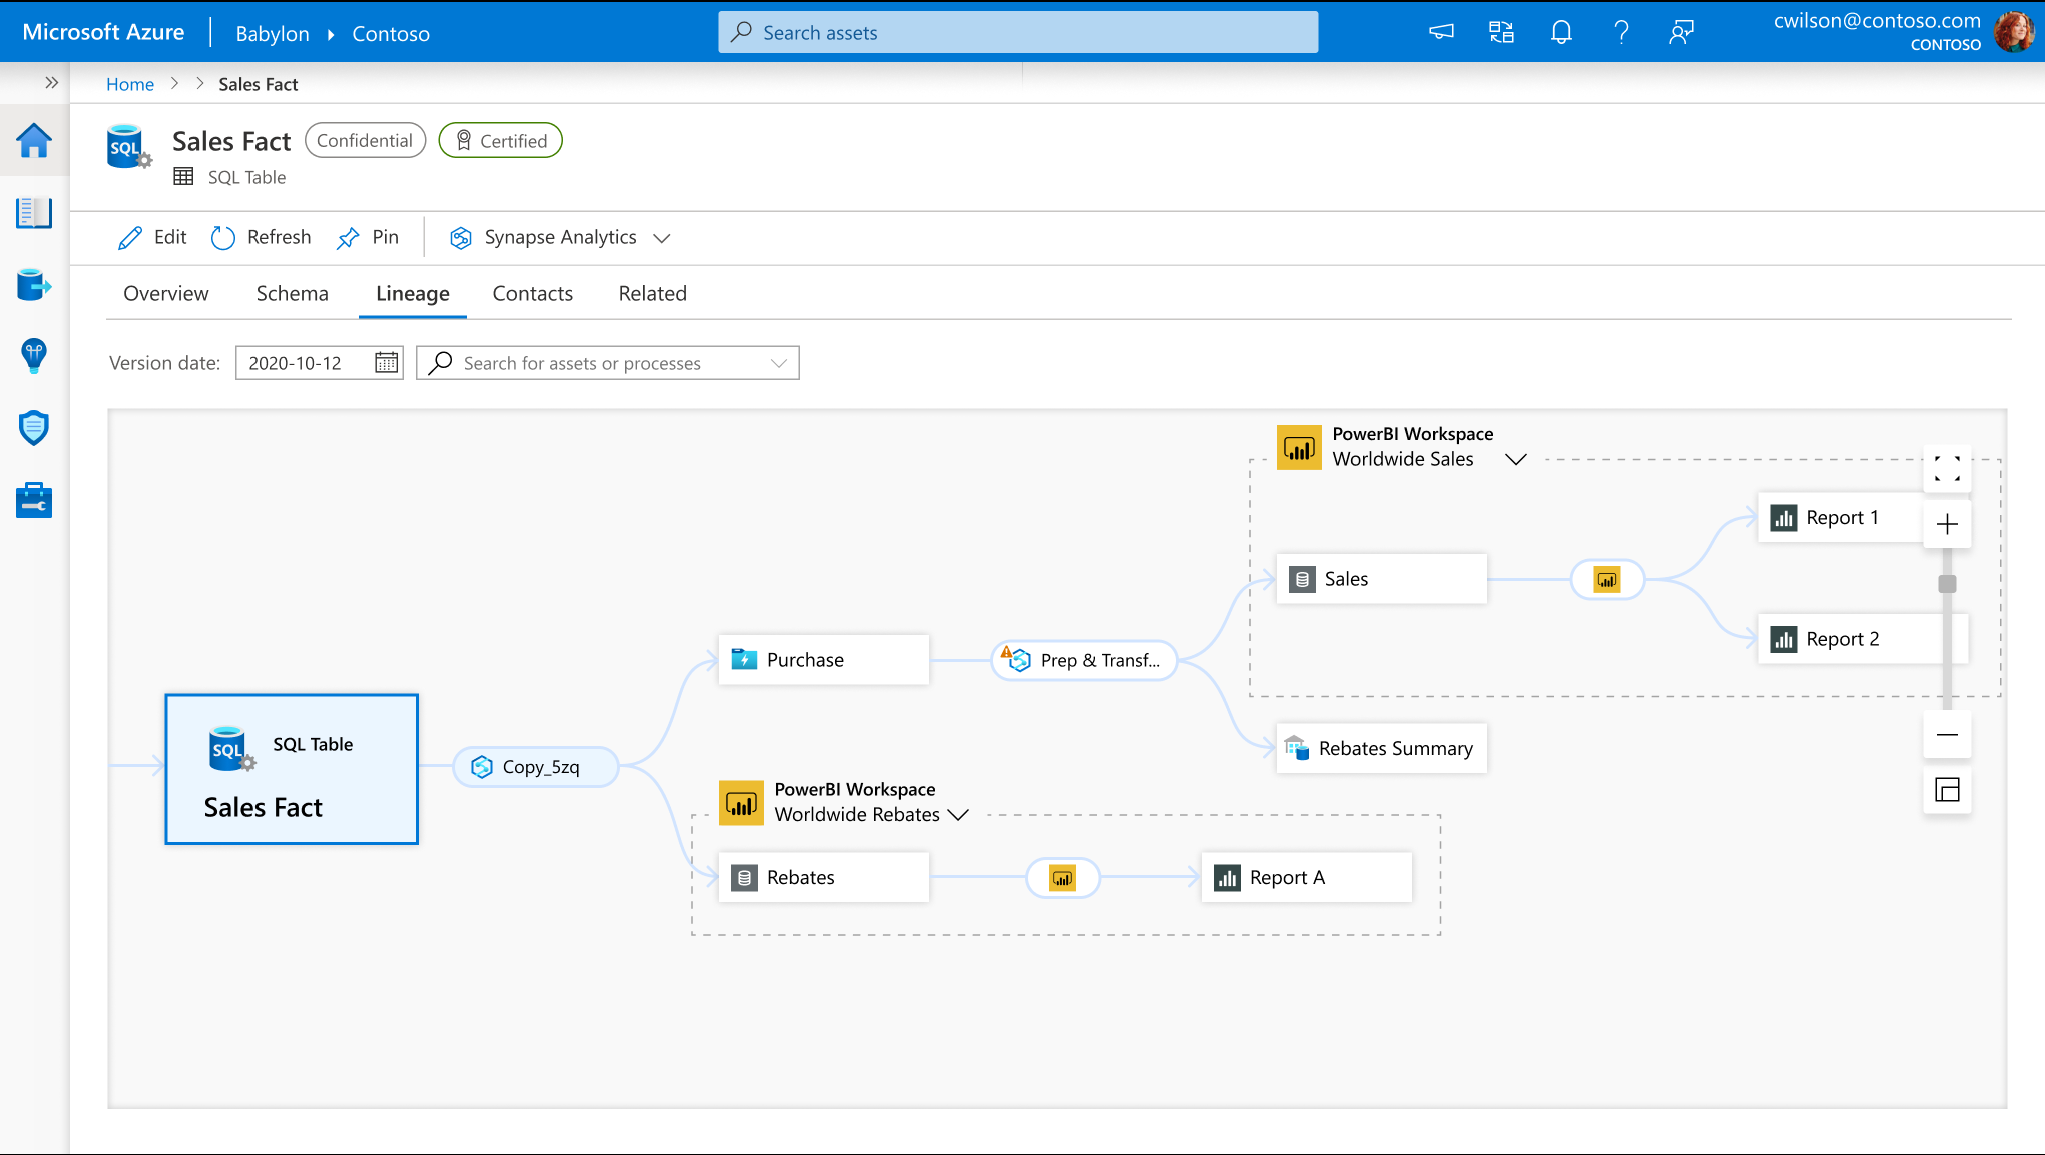 Microsoft Azure
Babylon
Contoso
Search assets
cwilson@contoso.com
CONTOSO
Home
Sales Fact
SQL
Sales Fact
Confidential
Certified
SQL Table
Edit
Refresh
Pin
Synapse Analytics
Overview
Schema
Lineage
Contacts
Related
Version date:
2020-10-12
Search for assets or processes
PowerBI Workspace
Worldwide Sales
Report 1
Sales
Report 2
Purchase
Prep & Transf...
Rebates Summary
SQL
SQL Table
Sales Fact
Copy_5zq
PowerBI Workspace
Worldwide Rebates
Rebates
Report A